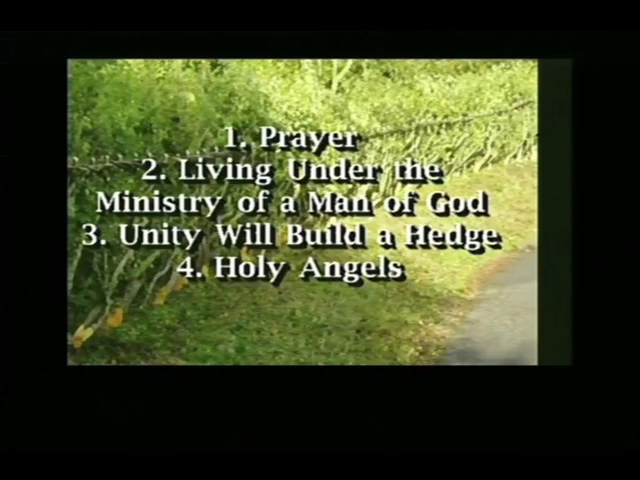 1. Prayer
2. Living Under the
Ministry of a Man of God
3. Unity Will Build a Hedge
4. Holy Angels